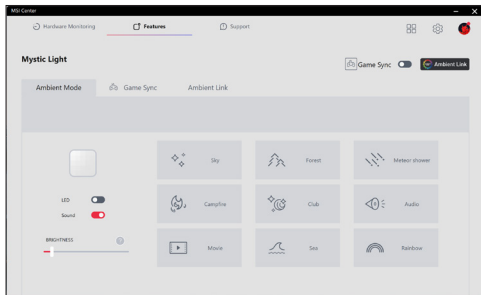 MSI Center
Hardware Monitoring
Features
Support
Mystic Light
Game Sync
Ambient Link
Ambient Mode
Game Sync
Ambient Link
Sky
Forest
Meteor shower
LED
Campfire
Club
Audio
Sound
BRIGHTNESS
Movie
Sea
Rainbow